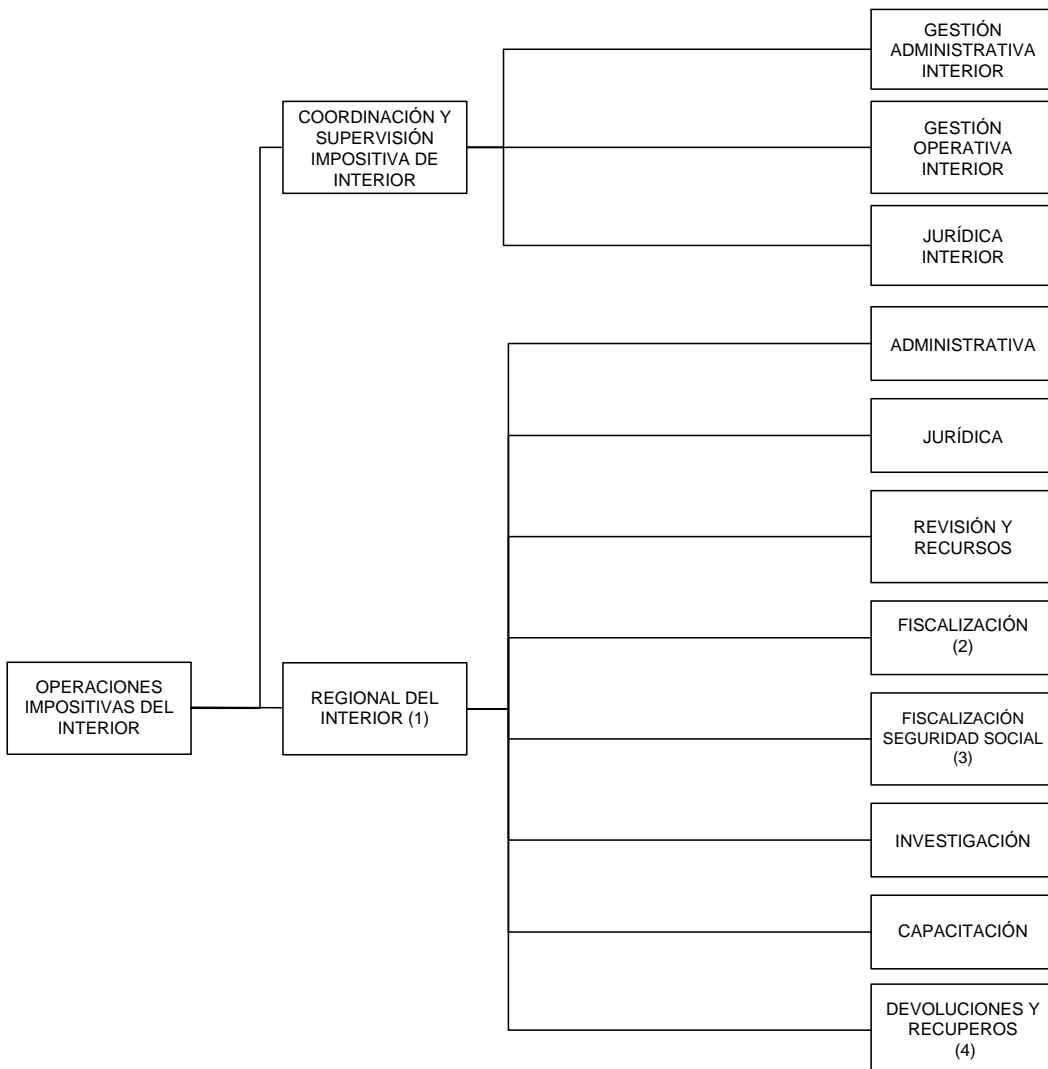 GESTIÓN
ADMINISTRATIVA
INTERIOR
COORDINACIÓN Y
SUPERVISIÓN
IMPOSITIVA DE
INTERIOR
GESTIÓN
OPERATIVA
INTERIOR
JURÍDICA
INTERIOR
ADMINISTRATIVA
JURÍDICA
REVISIÓN Y
RECURSOS
FISCALIZACIÓN
(2)
OPERACIONES
IMPOSITIVAS DEL
INTERIOR
REGIONAL DEL
INTERIOR (1)
FISCALIZACIÓN
SEGURIDAD SOCIAL
(3)
INVESTIGACIÓN
CAPACITACIÓN
DEVOLUCIONES Y
RECUPEROS
(4)